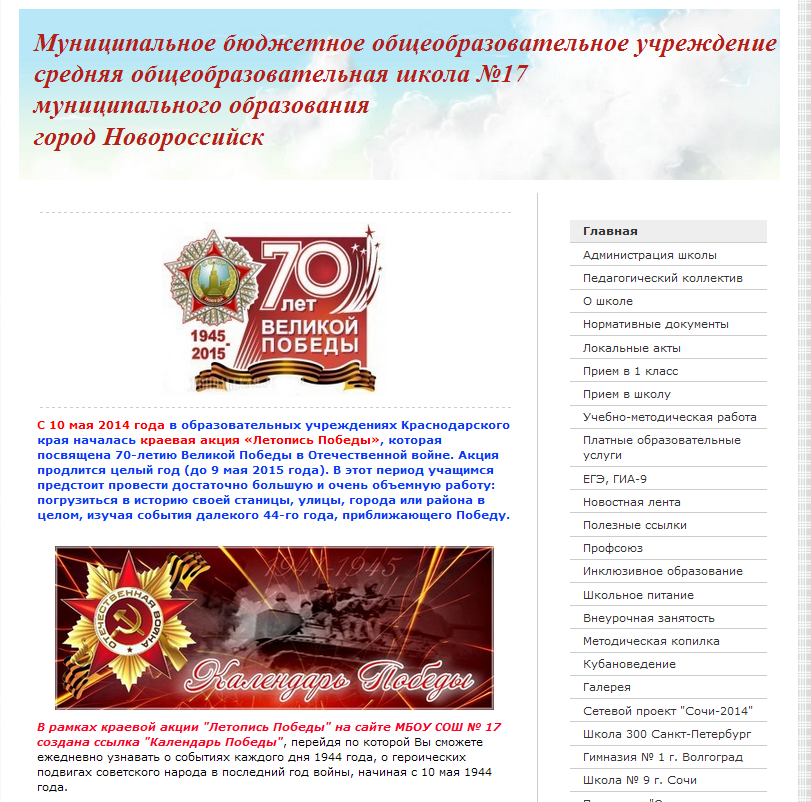 Муниципальное бюджетное общеобразовательное учреждение
средняя общеобразовательная школа №17
муниципального образования
город Новороссийск
70
лет
1945-
2015
ВЕЛИКОЙ
ПОБЕДЫ
С 10 мая 2014 года в образовательных учреждениях Краснодарского
края началась краевая акция «Летопись Победы», которая
посвящена 70-летию Великой Победы в Отечественной войне. Акция
продлится целый год (до 9 мая 2015 года). В этот период учащимся
предстоит провести достаточно большую и очень объемную работу:
погрузиться в историю своей станицы, улицы, города или района в
целом, изучая события далекого 44-го года, приближающего Победу.
1941-1945
ОТЕЧЕСТВЕННАЯ ВОЙНА
Календарь Победы
В рамках краевой акции "Летопись Победы" на сайте МБОУ СОШ № 17
создана ссылка "Календарь Победы", перейдя по которой Вы сможете
ежедневно узнавать о событиях каждого дня 1944 года, о героических
подвигах советского народа в последний год войны, начиная с 10 мая 1944
года.
Главная
Администрация школы
Педагогический коллектив
О школе
Нормативные документы
Локальные акты
Прием в 1 класс
Прием в школу
Учебно-методическая работа
Платные образовательные
услуги
ЕГЭ, ГИА-9
Новостная лента
Полезные ссылки
Профсоюз
Инклюзивное образование
Школьное питание
Внеурочная занятость
Методическая копилка
Кубановедение
Галерея
Сетевой проект "Сочи-2014"
Школа 300 Санкт-Петербург
Гимназия № 1 г. Волгоград
Школа № 9 г. Сочи